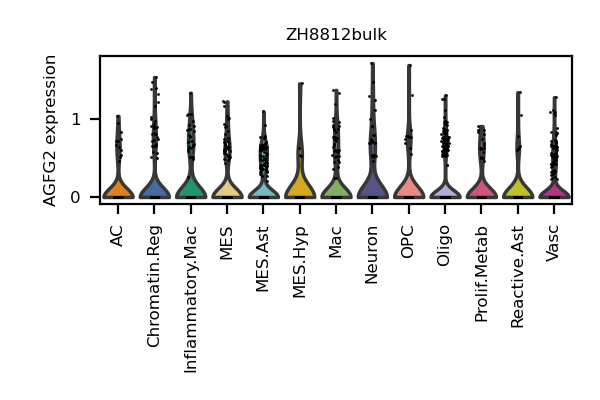 ZH8812bulk
AGFG2 expression
1
0
AC
Chromatin.Reg
Inflammatory.Mac
MES
MES.Ast
MES.Hyp
Mac
Neuron
OPC
Oligo
Prolif.Metab
Reactive.Ast
Vasc